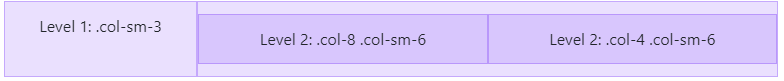 Level 1: .col-sm-3
Level 2: .col-8 .col-sm-6
Level 2: .col-4 .col-sm-6